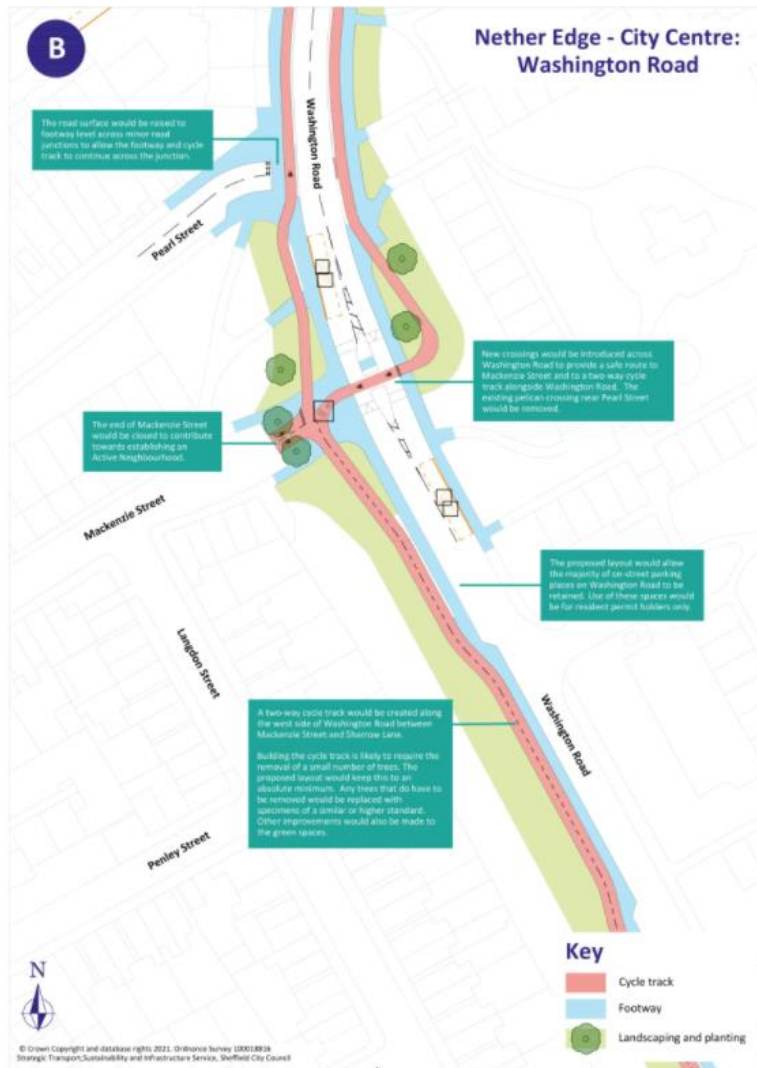 B
Nether Edge - City Centre:
Washington Road
The road surface would be raised to
footway level across minor road
junctions to allow the footway and cycle
track to continue across the junction.
Washington Road
Pearl Street
New crossings would be introduced across
Washington Road to provide a safe route to
Mackenzie Street and to a two-way cycle
track alongside Washington Road. The
existing pelican crossing near Pearl Street
would be removed.
The end of Mackenzie Street
would be closed to contribute
towards establishing an
Active Neighbourhood.
Mackenzie Street
The proposed layout would allow
the majority of on-street parking
places on Washington Road to be
retained. Use of these spaces would
be for resident permit holders only.
Langdon Street
A two-way cycle track would be created along
the west side of Washington Road between
Mackenzie Street and Sharrow Lane.
Building the cycle track is likely to require the
removal of a small number of trees. The
proposed layout would keep this to an
absolute minimum. Any trees that do have to
be removed would be replaced with
specimens of a similar or higher standard.
Other improvements would also be made to
the green spaces.
Washington Road
Penley Street
Key
Cycle track
Footway
Landscaping and planting
N
© Crown Copyright and database rights 2021. Ordnance Survey 100018816
Strategic Transport,Sustainability and Infrastructure Service, Sheffield City Council